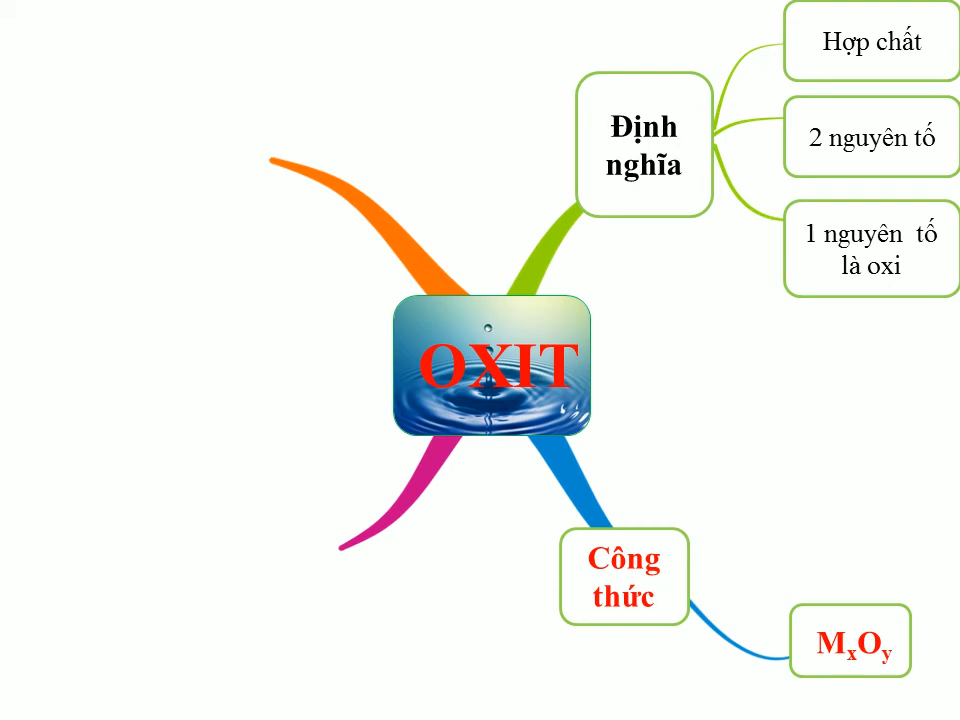 Hợp chất
Định
nghĩa
2 nguyên tố
1 nguyên tố
là oxi
OXIT
Công
thức
MxOy